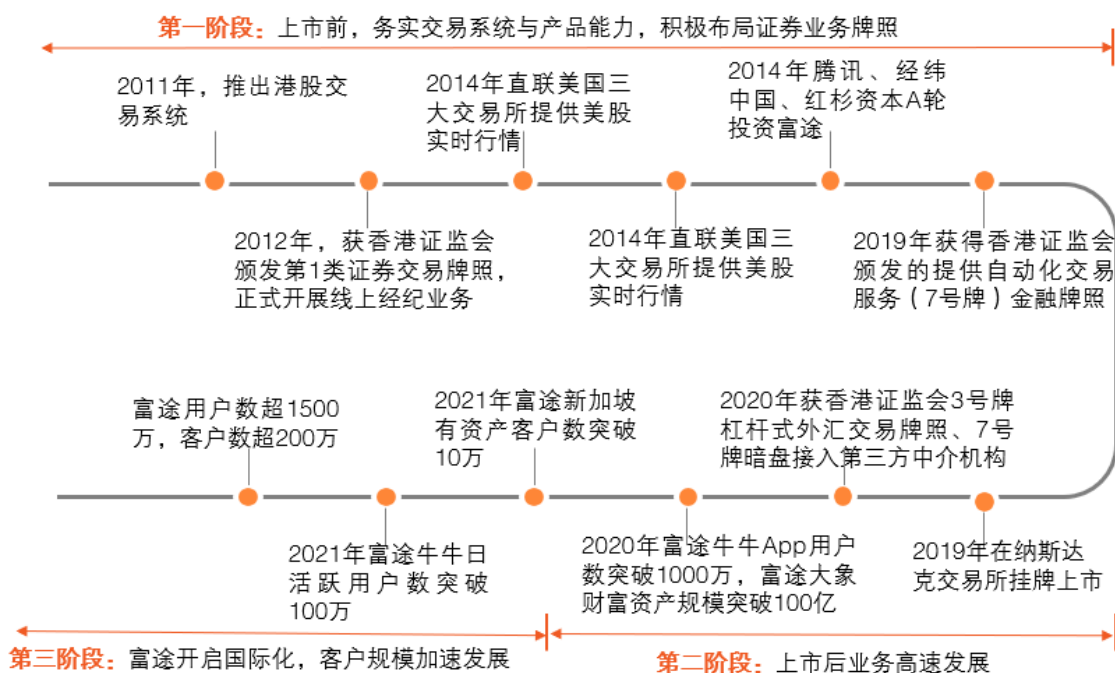 第一阶段：上市前，务实交易系统与产品能力，积极布局证券业务牌照
2011年，推出港股交
易系统
2014年直联美国三
大交易所提供美股
实时行情
2014年腾讯、经纬
中国、红杉资本A轮
投资富途
2012年，获香港证监会
颁发第1类证券交易牌照，
正式开展线上经纪业务
2014年直联美国三
大交易所提供美股
实时行情
2019年获得香港证监会
颁发的提供自动化交易
服务（7号牌）金融牌照
富途用户数超1500
万，客户数超200万
2021年富途新加坡
有资产客户数突破
10万
2020年获香港证监会3号牌
杠杆式外汇交易牌照、7号
牌暗盘接入第三方中介机构
2021年富途牛牛日
活跃用户数突破
100万
2020年富途牛牛App用户
数突破1000万，富途大象
财富资产规模突破100亿
2019年在纳斯达
克交易所挂牌上市
第三阶段：富途开启国际化，客户规模加速发展
第二阶段：上市后业务高速发展